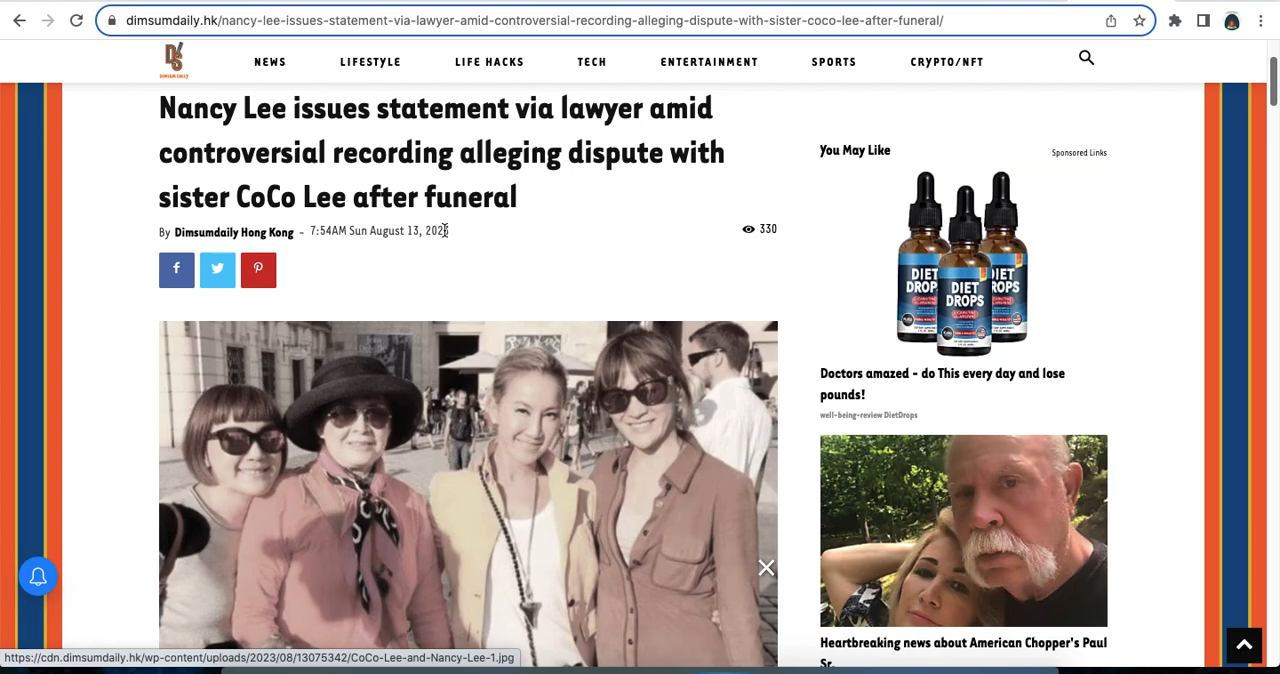 dimsumdaily.hk/nancy-lee-issues-statement-via-lawyer-amid-controversial-recording-alleging-dispute-with-sister-coco-lee-after-funeral/
DS
DIMSUM DAILY
NEWS LIFESTYLE LIFE HACKS TECH ENTERTAINMENT SPORTS CRYPTO/NFT
Nancy Lee issues statement via lawyer amid
controversial recording alleging dispute with
sister CoCo Lee after funeral
By Dimsumdaily Hong Kong – 7:54AM Sun August 13, 2023
330
You May Like
Sponsored Links
DIET DROPS
DIET DROPS
DIET DROPS
Doctors amazed - do This every day and lose
pounds!
well-being-review DietDrops
Heartbreaking news about American Chopper's Paul
Sr.
https://cdn.dimsumdaily.hk/wp-content/uploads/2023/08/13075342/CoCo-Lee-and-Nancy-Lee-1.jpg